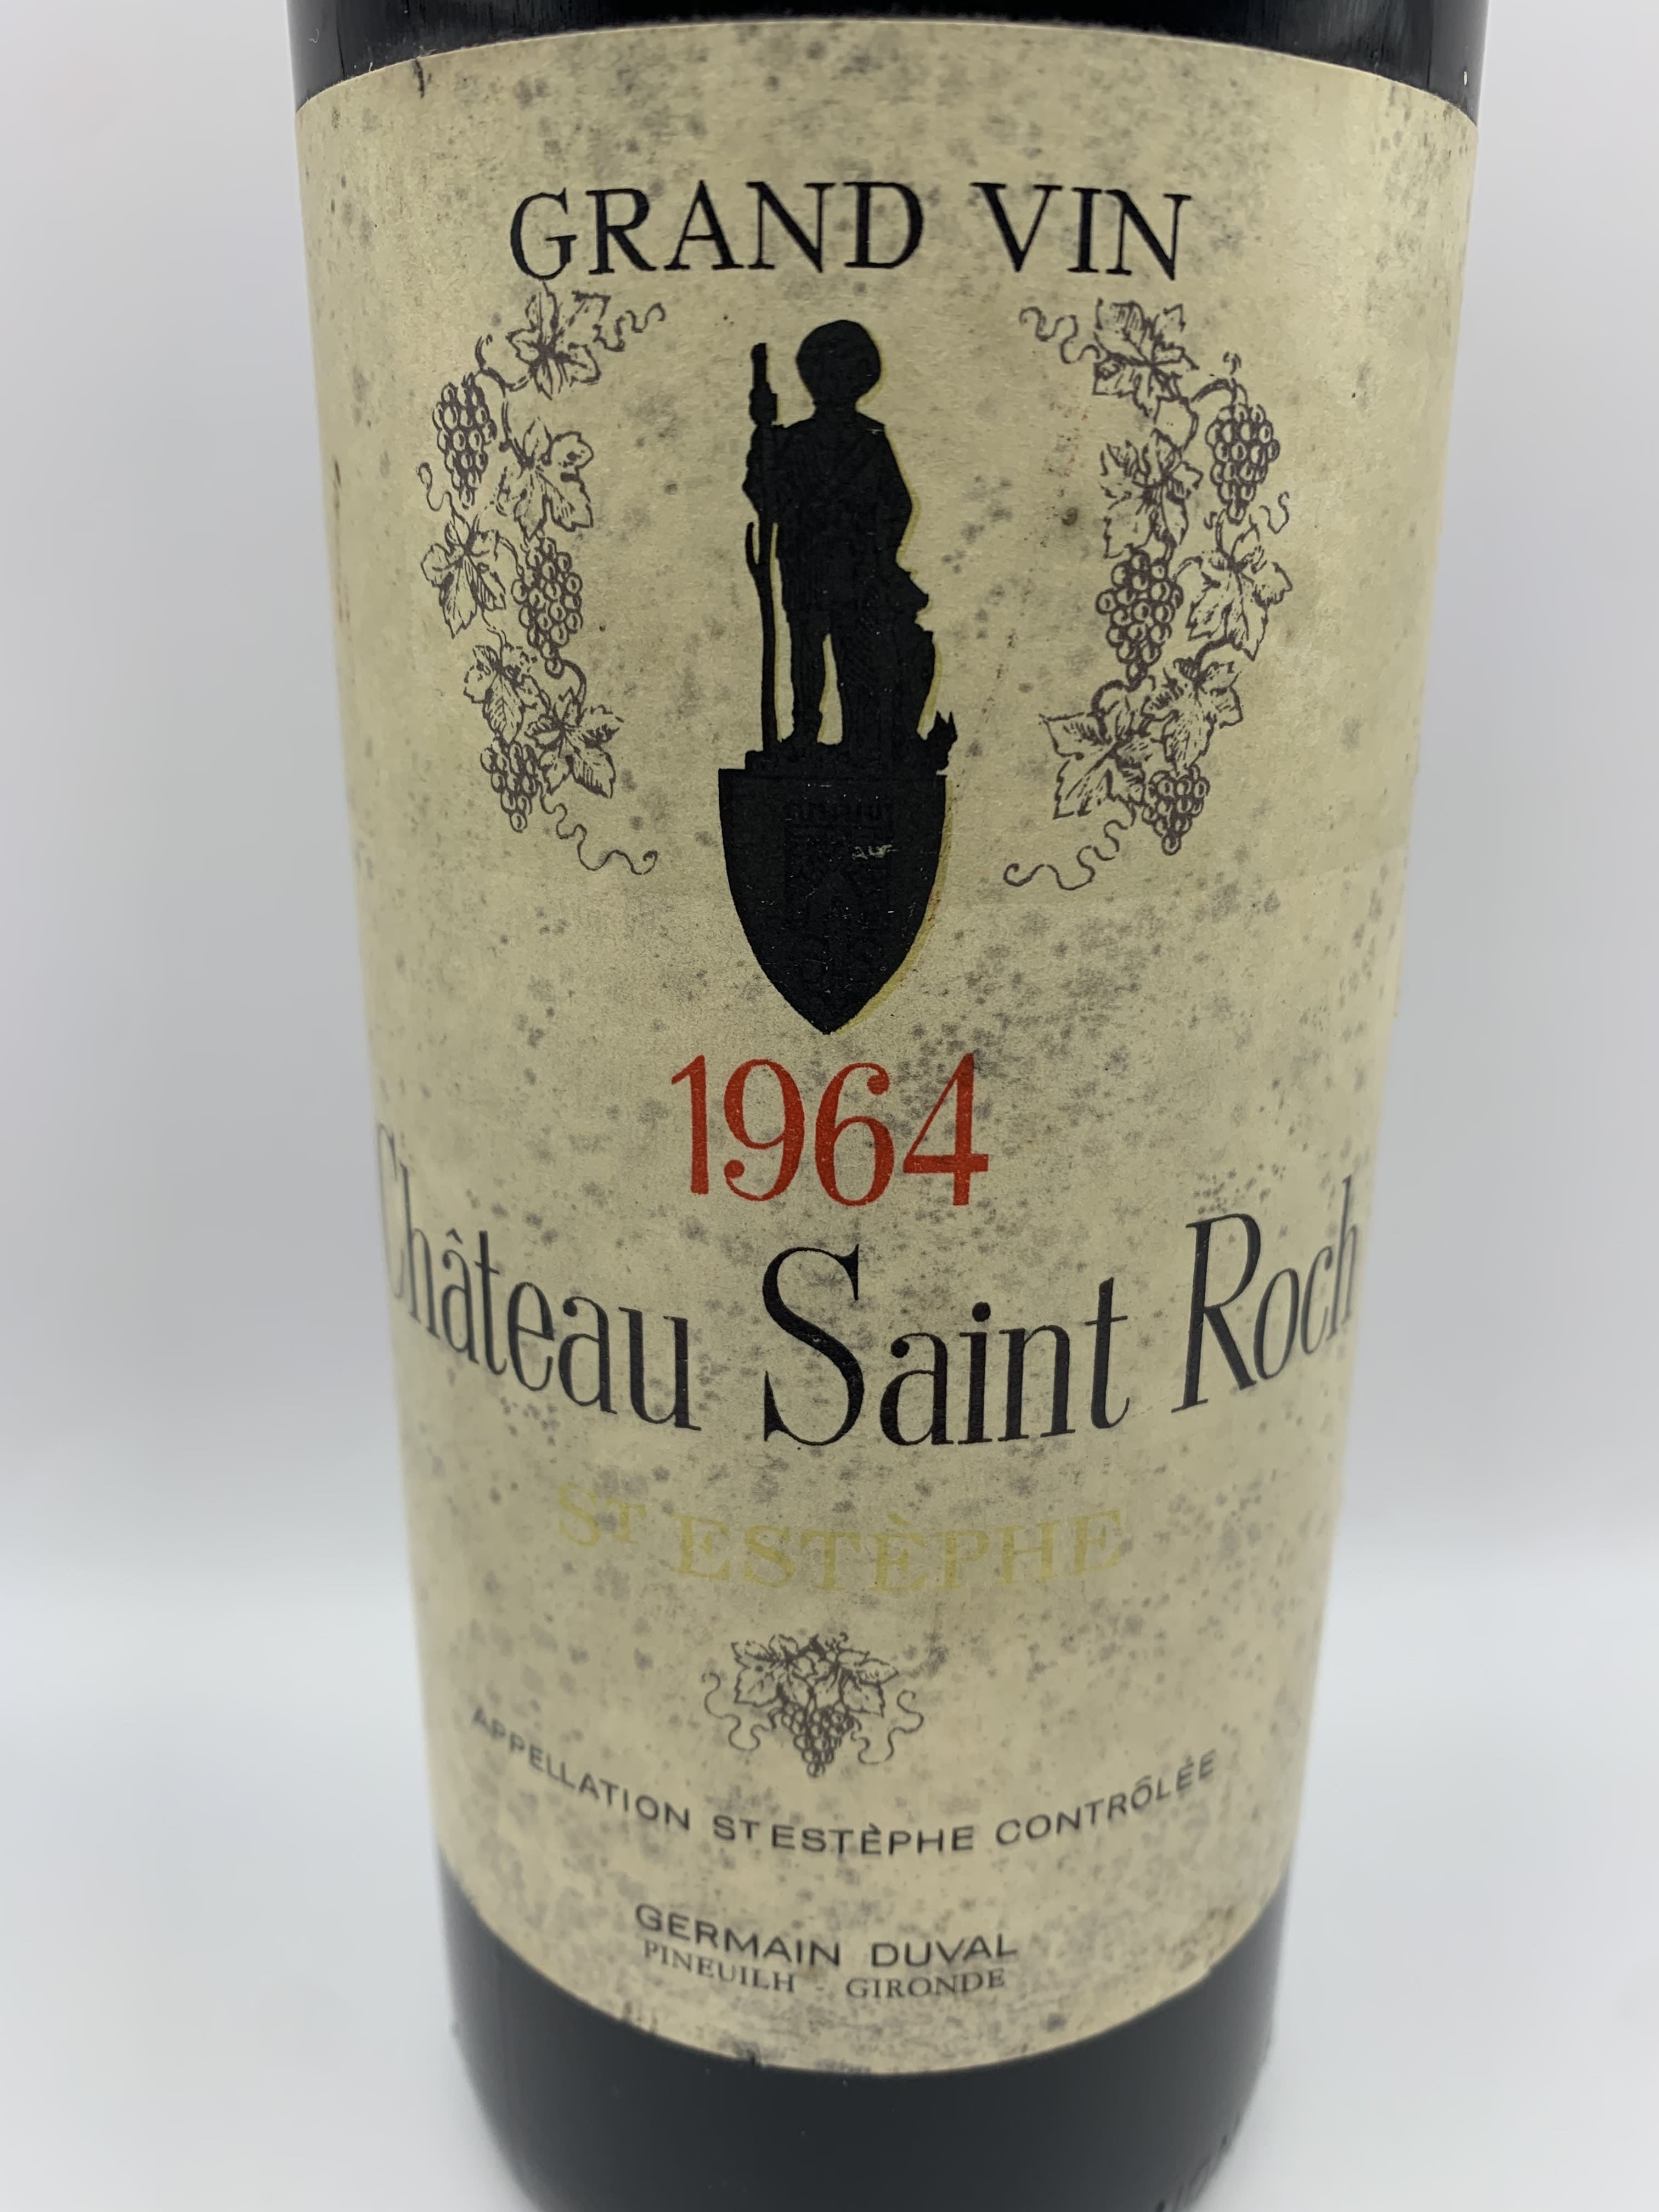 GRAND VIN
1964
Château Saint Roch
ST ESTÈPHE
APPELLATION ST ESTÈPHE CONTRÔLÉE
GERMAIN DUVAL
PINEUILH - GIRONDE